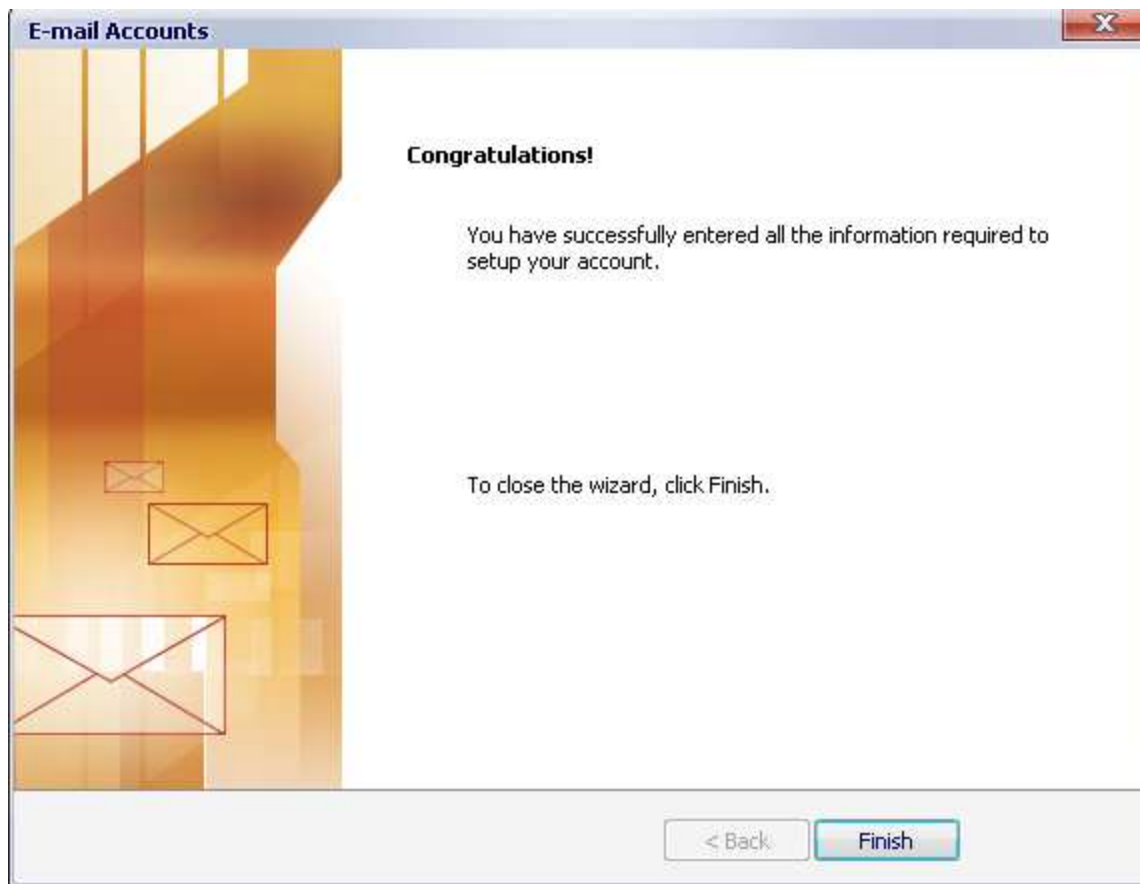 E-mail Accounts
X
Congratulations!
You have successfully entered all the information required to
setup your account.
To close the wizard, click Finish.
< Back
Finish